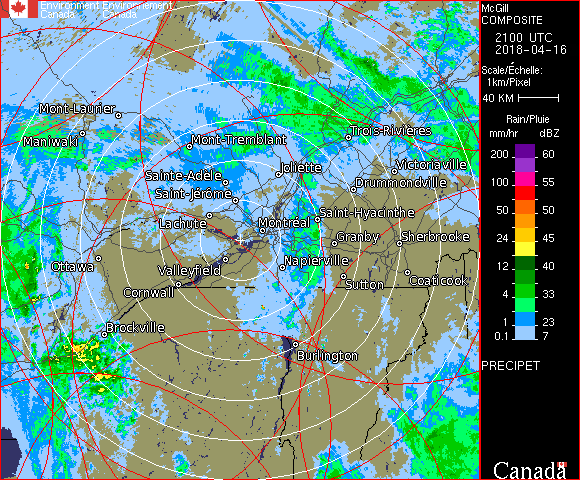 Environment Environnement
Canada Canada
McGill
COMPOSITE
2100 UTC
2018-04-16
Scale/Échelle:
1km/Pixel
40 KM
Rain/Pluie
mm/hr dBZ
200 60
100 55
50 50
24 45
12 40
4 33
2 23
0.1 7
PRECIPET
Canada
Mont-Laurier
Maniwaki
Mont-Tremblant
Trois-Rivières
Joliette
Victoriaville
Sainte-Adèle
Drummondville
Saint-Jérôme
Lachute
Saint-Hyacinthe
Montréal
Granby
Sherbrooke
Ottawa
Valleyfield
Napierville
Cornwall
Sutton
Coaticook
Brockville
Burlington